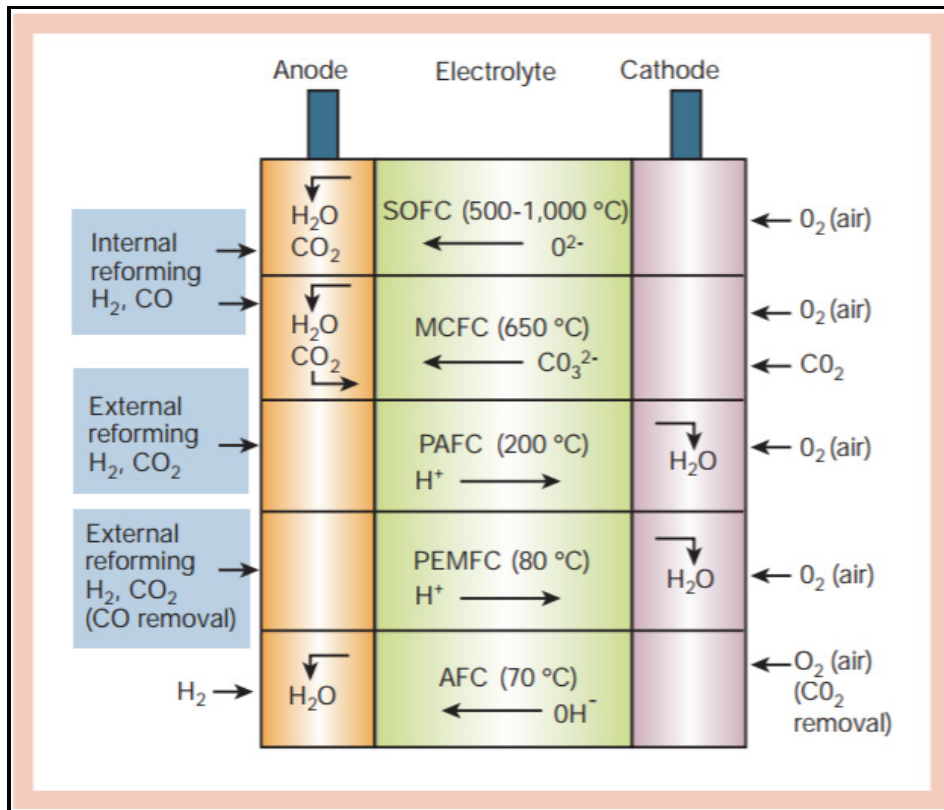 Anode
Electrolyte
Cathode
Internal
reforming
H₂, CO
H₂O
CO₂
SOFC (500-1,000 °C)
O²⁻
O₂ (air)
H₂O
CO₂
MCFC (650 °C)
CO₃²⁻
O₂ (air)
CO₂
External
reforming
H₂, CO₂
PAFC (200 °C)
H⁺
H₂O
O₂ (air)
External
reforming
H₂, CO₂
(CO removal)
PEMFC (80 °C)
H⁺
H₂O
O₂ (air)
H₂
H₂O
AFC (70 °C)
OH⁻
O₂ (air)
(CO₂
removal)